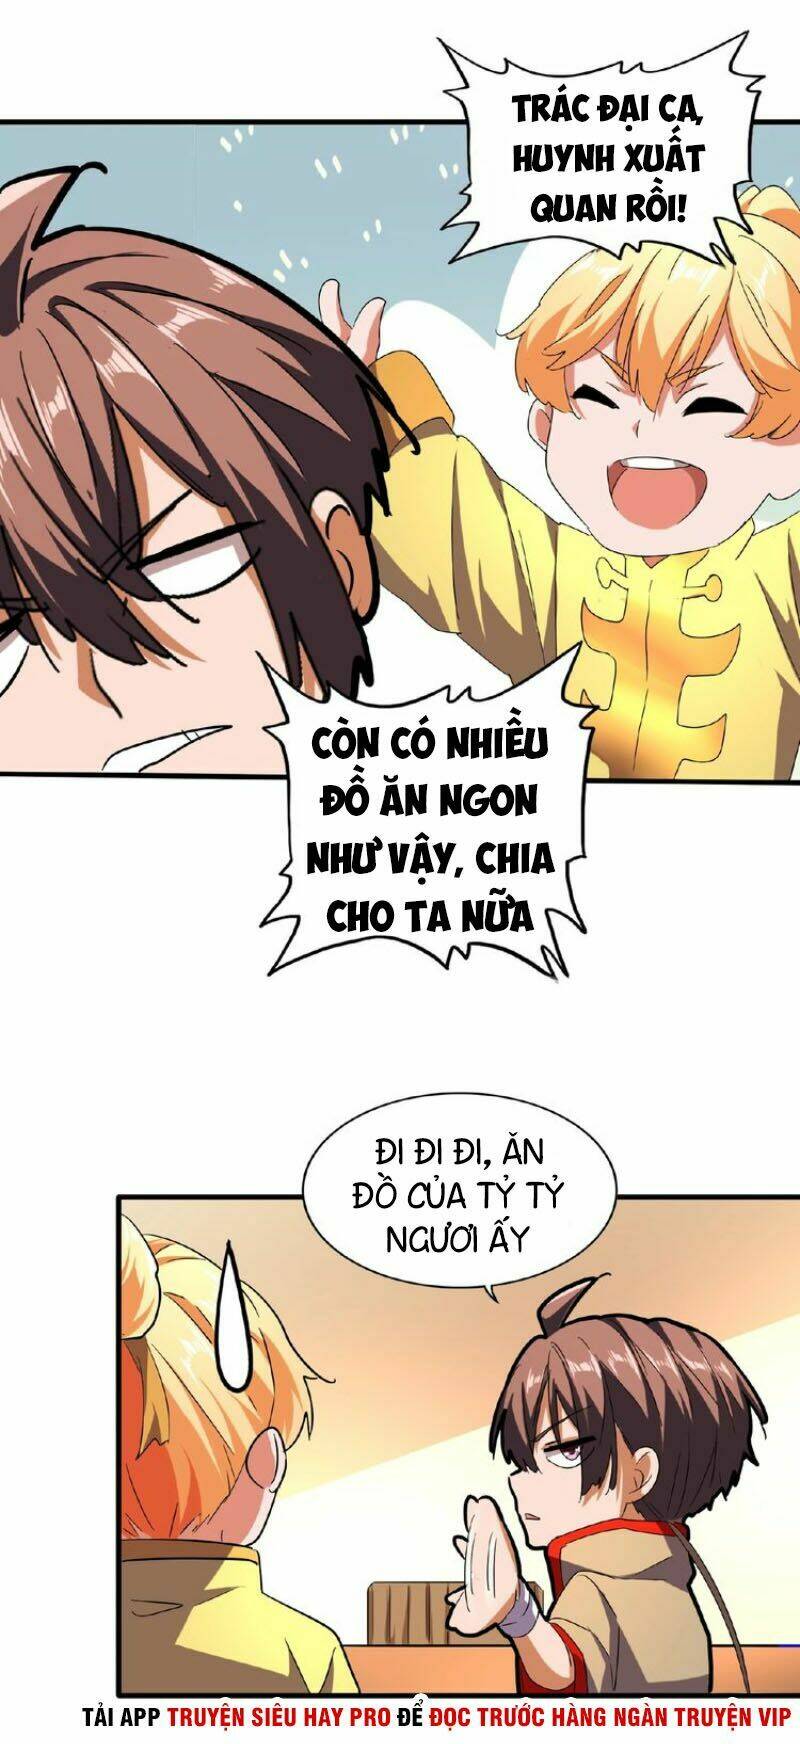 TRÁC ĐẠI CA,
HUYNH XUẤT
QUAN RỒI!
CÒN CÓ NHIỀU
ĐỒ ĂN NGON
NHƯ VẬY, CHIA
CHO TA NỮA
ĐI ĐI ĐI, ĂN
ĐỒ CỦA TỶ TỶ
NGƯƠI ẤY
TẢI APP TRUYỆN SIÊU HAY PRO ĐỂ ĐỌC TRƯỚC HÀNG NGÀN TRUYỆN VIP